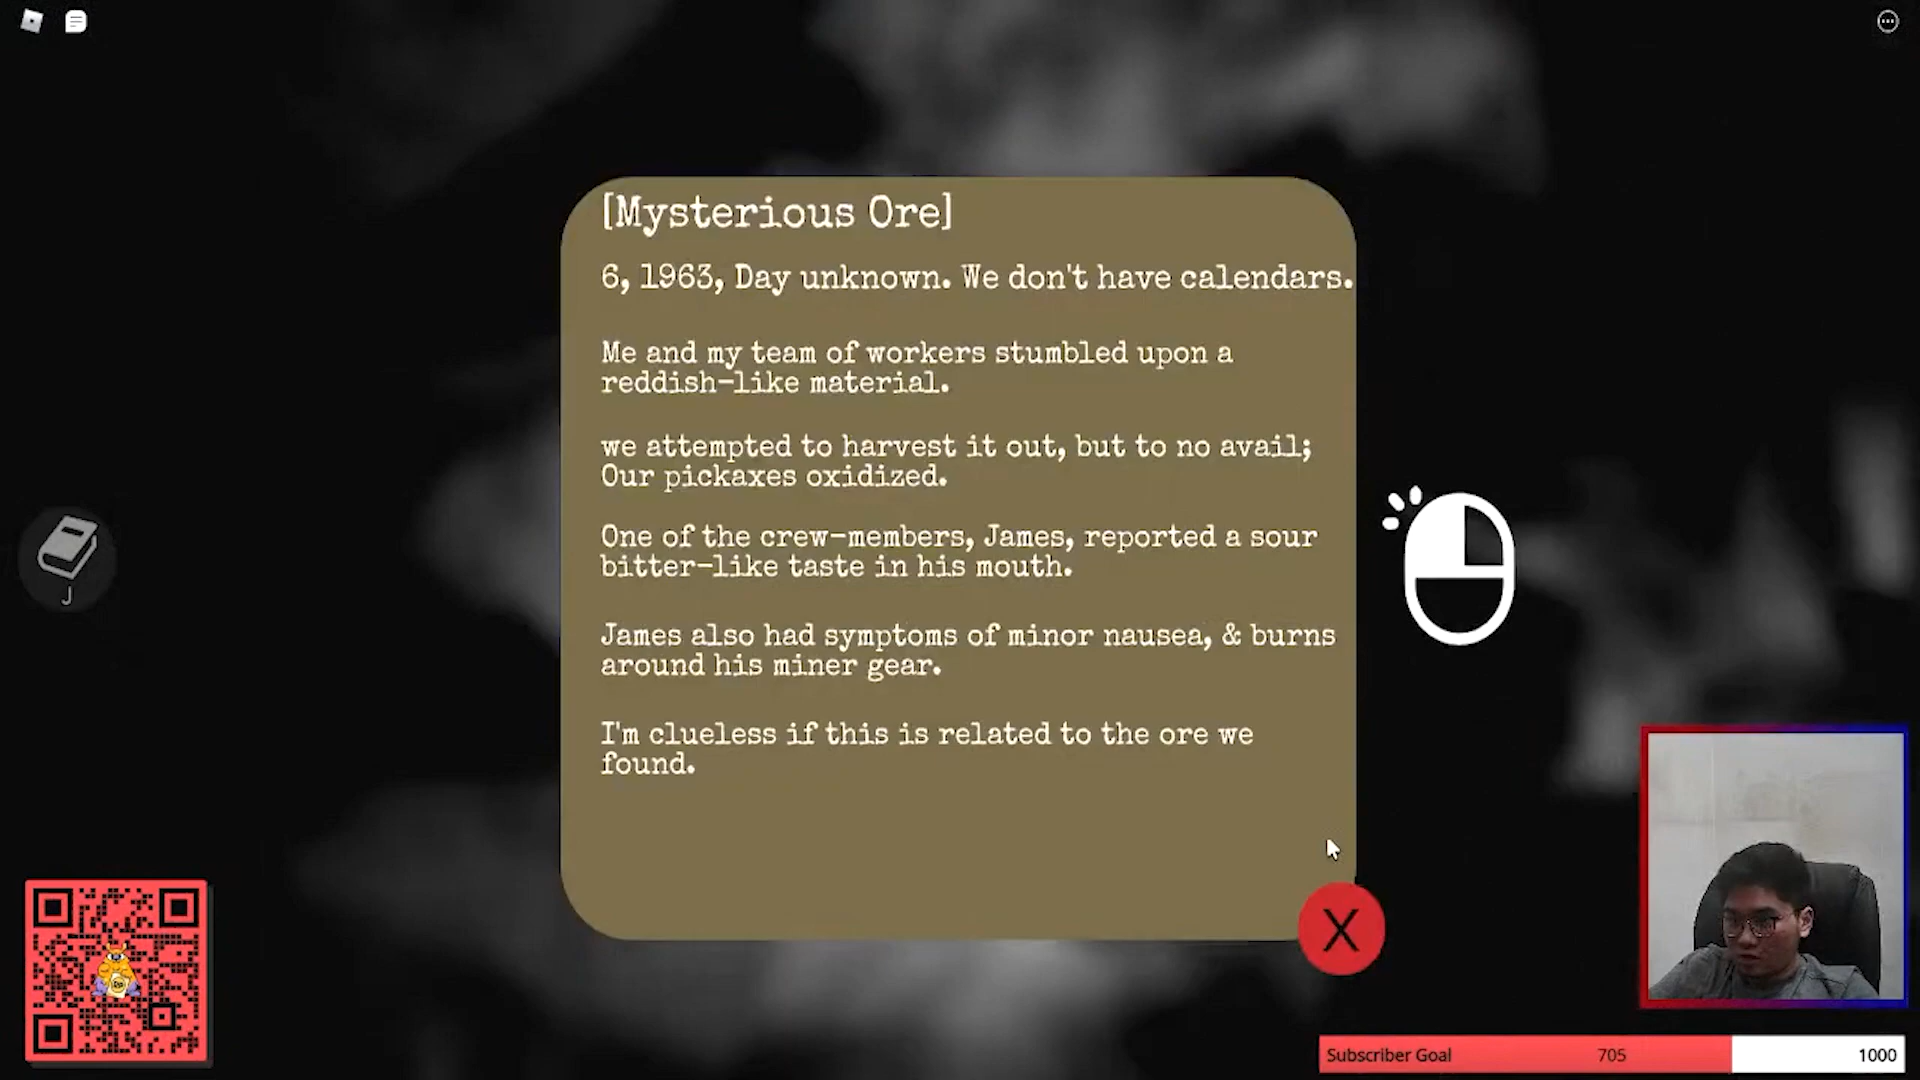 [Mysterious Ore]
6, 1963, Day unknown. We don't have calendars.
Me and my team of workers stumbled upon a
reddish-like material.
we attempted to harvest it out, but to no avail;
Our pickaxes oxidized.
One of the crew-members, James, reported a sour
bitter-like taste in his mouth.
James also had symptoms of minor nausea, & burns
around his miner gear.
I'm clueless if this is related to the ore we
found.
J
X
Subscriber Goal 705 1000